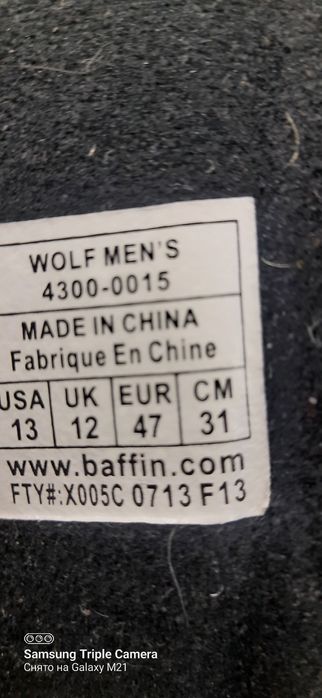 WOLF MEN'S
4300-0015
MADE IN CHINA
Fabrique En Chine
USA UK EUR CM
13 12 47 31
www.baffin.com
FTY#:X005C 0713 F13
Samsung Triple Camera
Снято на Galaxy M21